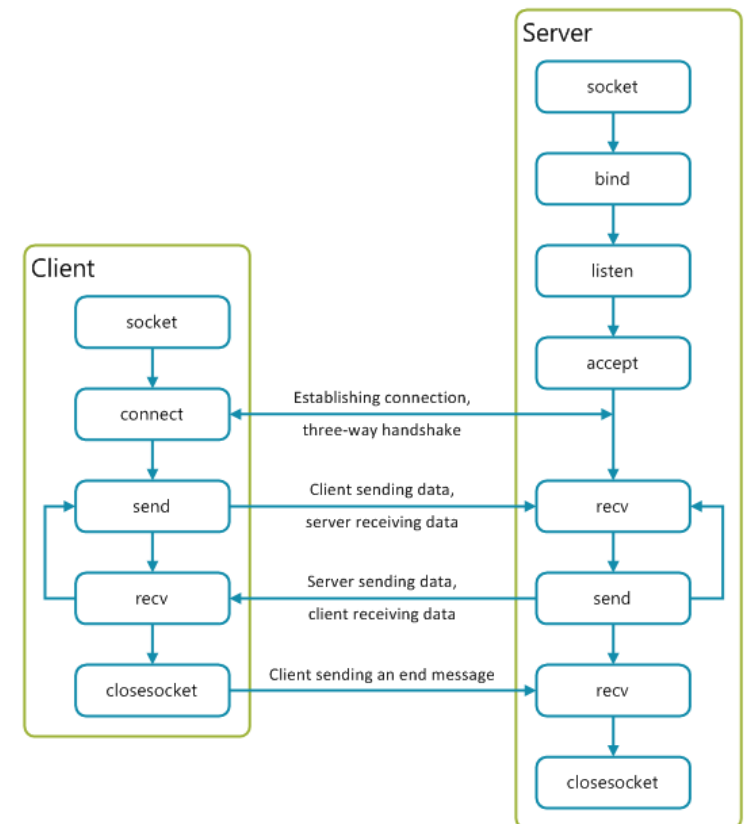 Server
socket
bind
listen
accept
Client
socket
connect
Establishing connection,
three-way handshake
send
Client sending data,
server receiving data
recv
recv
Server sending data,
client receiving data
send
closesocket
Client sending an end message
recv
closesocket